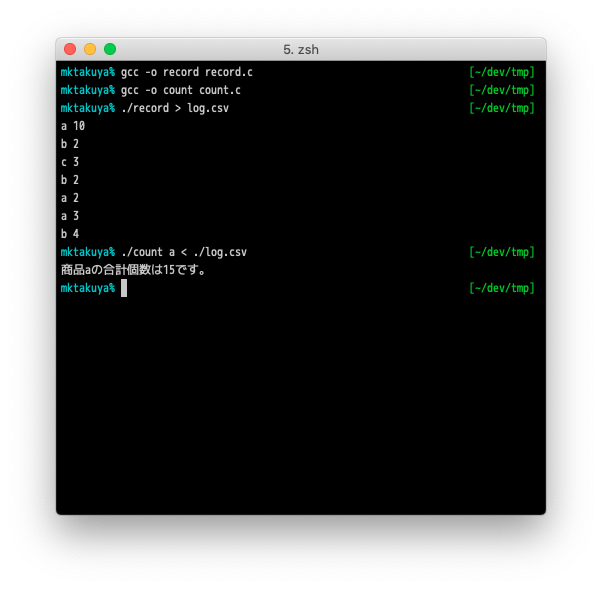 5. zsh
mktakuya% gcc -o record record.c [~/dev/tmp]
mktakuya% gcc -o count count.c [~/dev/tmp]
mktakuya% ./record > log.csv [~/dev/tmp]
a 10
b 2
c 3
b 2
a 2
a 3
b 4
mktakuya% ./count a < ./log.csv [~/dev/tmp]
商品aの合計個数は15です。
mktakuya% [~/dev/tmp]